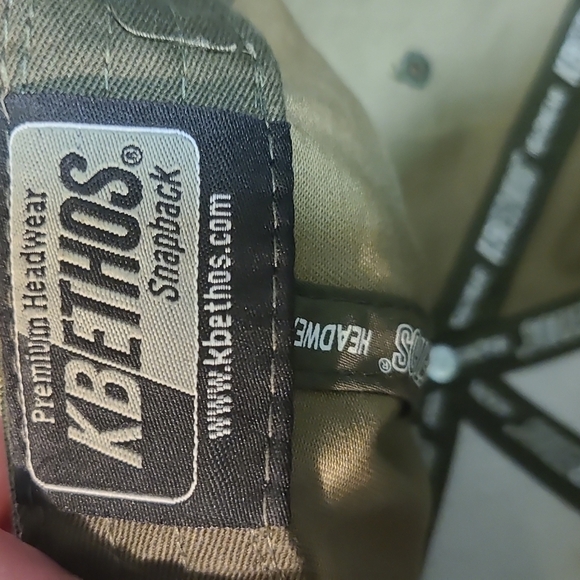 Premium Headwear
KBETHOS®
Snapback
www.kbethos.com
HEADWE